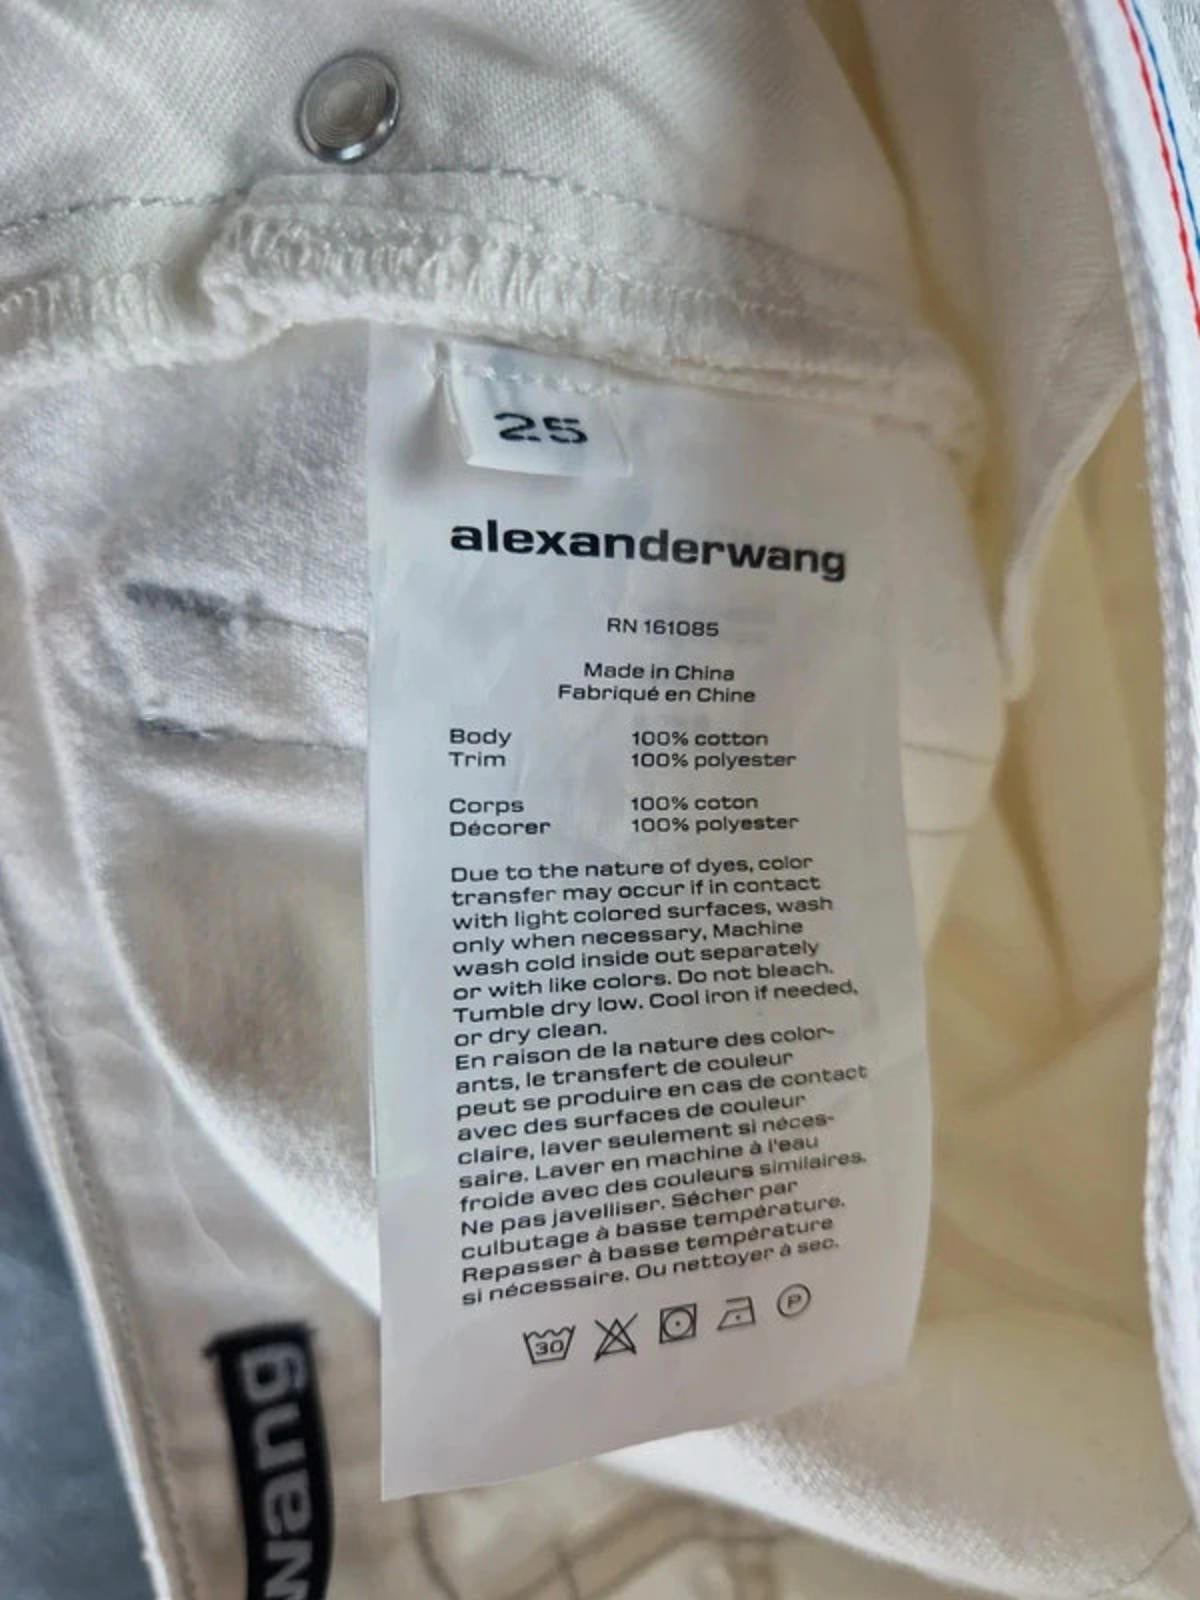 25
alexanderwang
RN 161085
Made in China
Fabriqué en Chine
Body 100% cotton
Trim 100% polyester
Corps 100% coton
Décorer 100% polyester
Due to the nature of dyes, color
transfer may occur if in contact
with light colored surfaces, wash
only when necessary, Machine
wash cold inside out separately
or with like colors. Do not bleach.
Tumble dry low. Cool iron if needed,
or dry clean.
En raison de la nature des color-
ants, le transfert de couleur
peut se produire en cas de contact
avec des surfaces de couleur
claire, laver seulement si néces-
saire. Laver en machine à l'eau
froide avec des couleurs similaires.
Ne pas javelliser. Sécher par
culbutage à basse température.
Repasser à basse température
si nécessaire. Ou nettoyer à sec.
30 P
wang